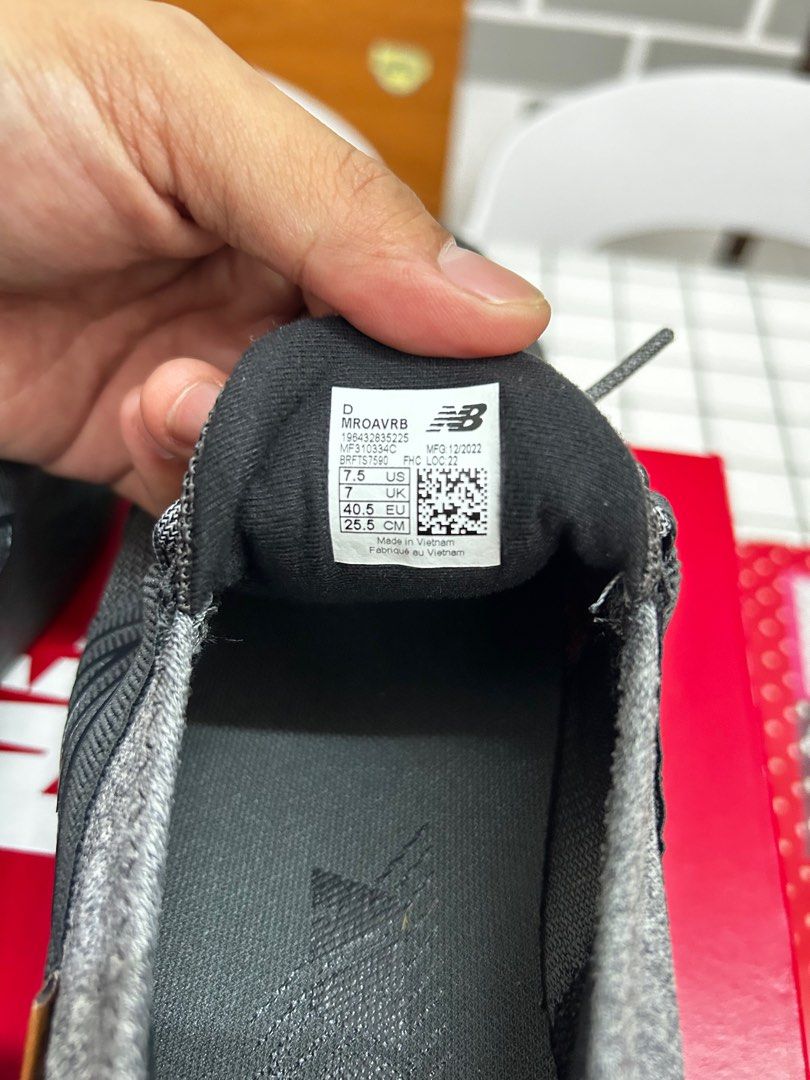 D
MROAVRB
NB
196432835225
MF310334C MFG:12/2022
BRFTS7590 FHC LOC:22
7.5 US
7 UK
40.5 EU
25.5 CM
Made in Vietnam
Fabriqué au Vietnam